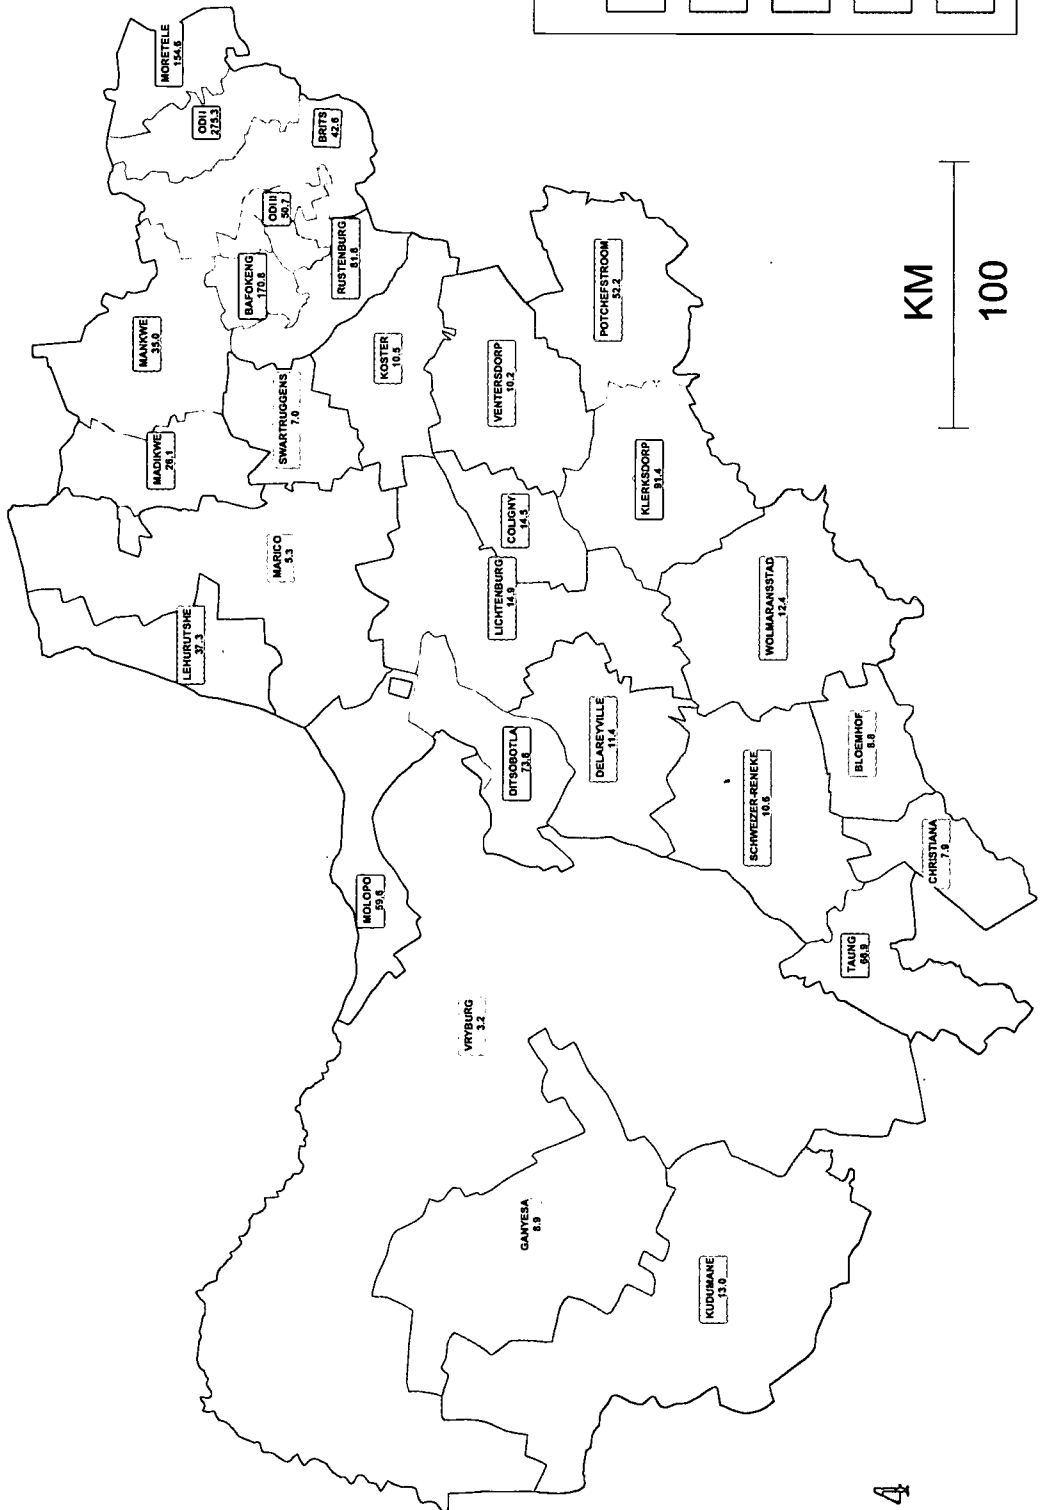 MORETELE
154.6
ODI I
275.3
BRITS
42.6
ODI II
50.7
BAFOKENG
170.8
RUSTENBURG
81.8
MANKWE
35.0
KOSTER
10.5
SWARTRUGGENS
7.0
MADIKWE
26.1
POTCHEFSTROOM
52.2
VENTERSDORP
10.2
KLERKSDORP
91.4
COLIGNY
14.5
MARICO
5.3
LICHTENBURG
14.9
LEHURUTSHE
37.3
WOLMARANSSTAD
12.4
DELAREYVILLE
11.4
DITSOBOTLA
73.6
BLOEMHOF
8.8
SCHWEIZER-RENEKE
10.6
CHRISTIANA
7.9
MOLOPO
59.6
TAUNG
66.9
VRYBURG
3.2
GANYESA
8.9
KUDUMANE
13.0
KM
100
4